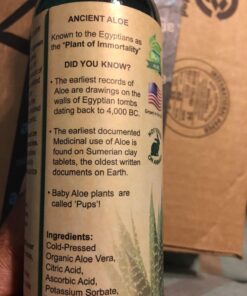 ANCIENT ALOE
Known to the Egyptians as
the 'Plant of Immortality'
DID YOU KNOW?
• The earliest records of
Aloe are drawings on the
walls of Egyptian tombs
dating back to 4,000 BC.
• The earliest documented
Medicinal use of Aloe is
found on Sumerian clay
tablets, the oldest written
documents on Earth.
• Baby Aloe plants are
called 'Pups'!
Ingredients:
Cold-Pressed
Organic Aloe Vera,
Citric Acid,
Ascorbic Acid,
Potassium Sorbate,